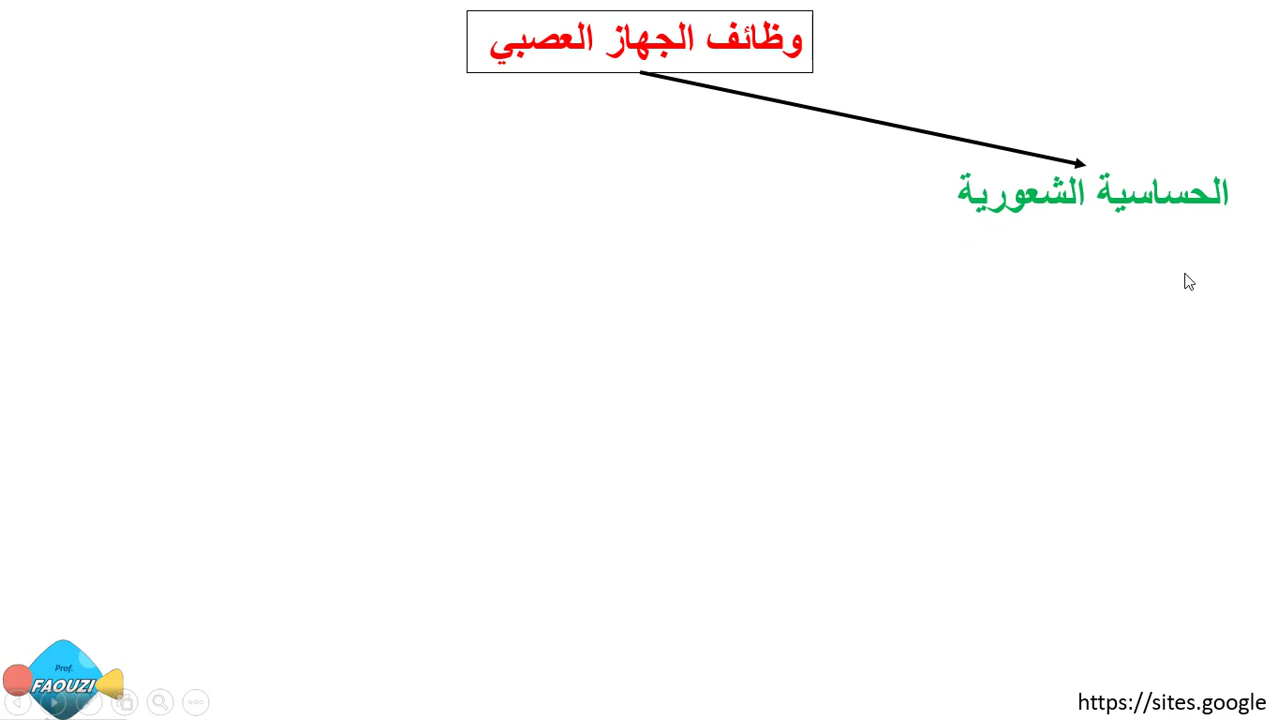 وظائف الجهاز العصبي
الحساسية الشعورية
Prof.
FAOUZI
https://sites.google